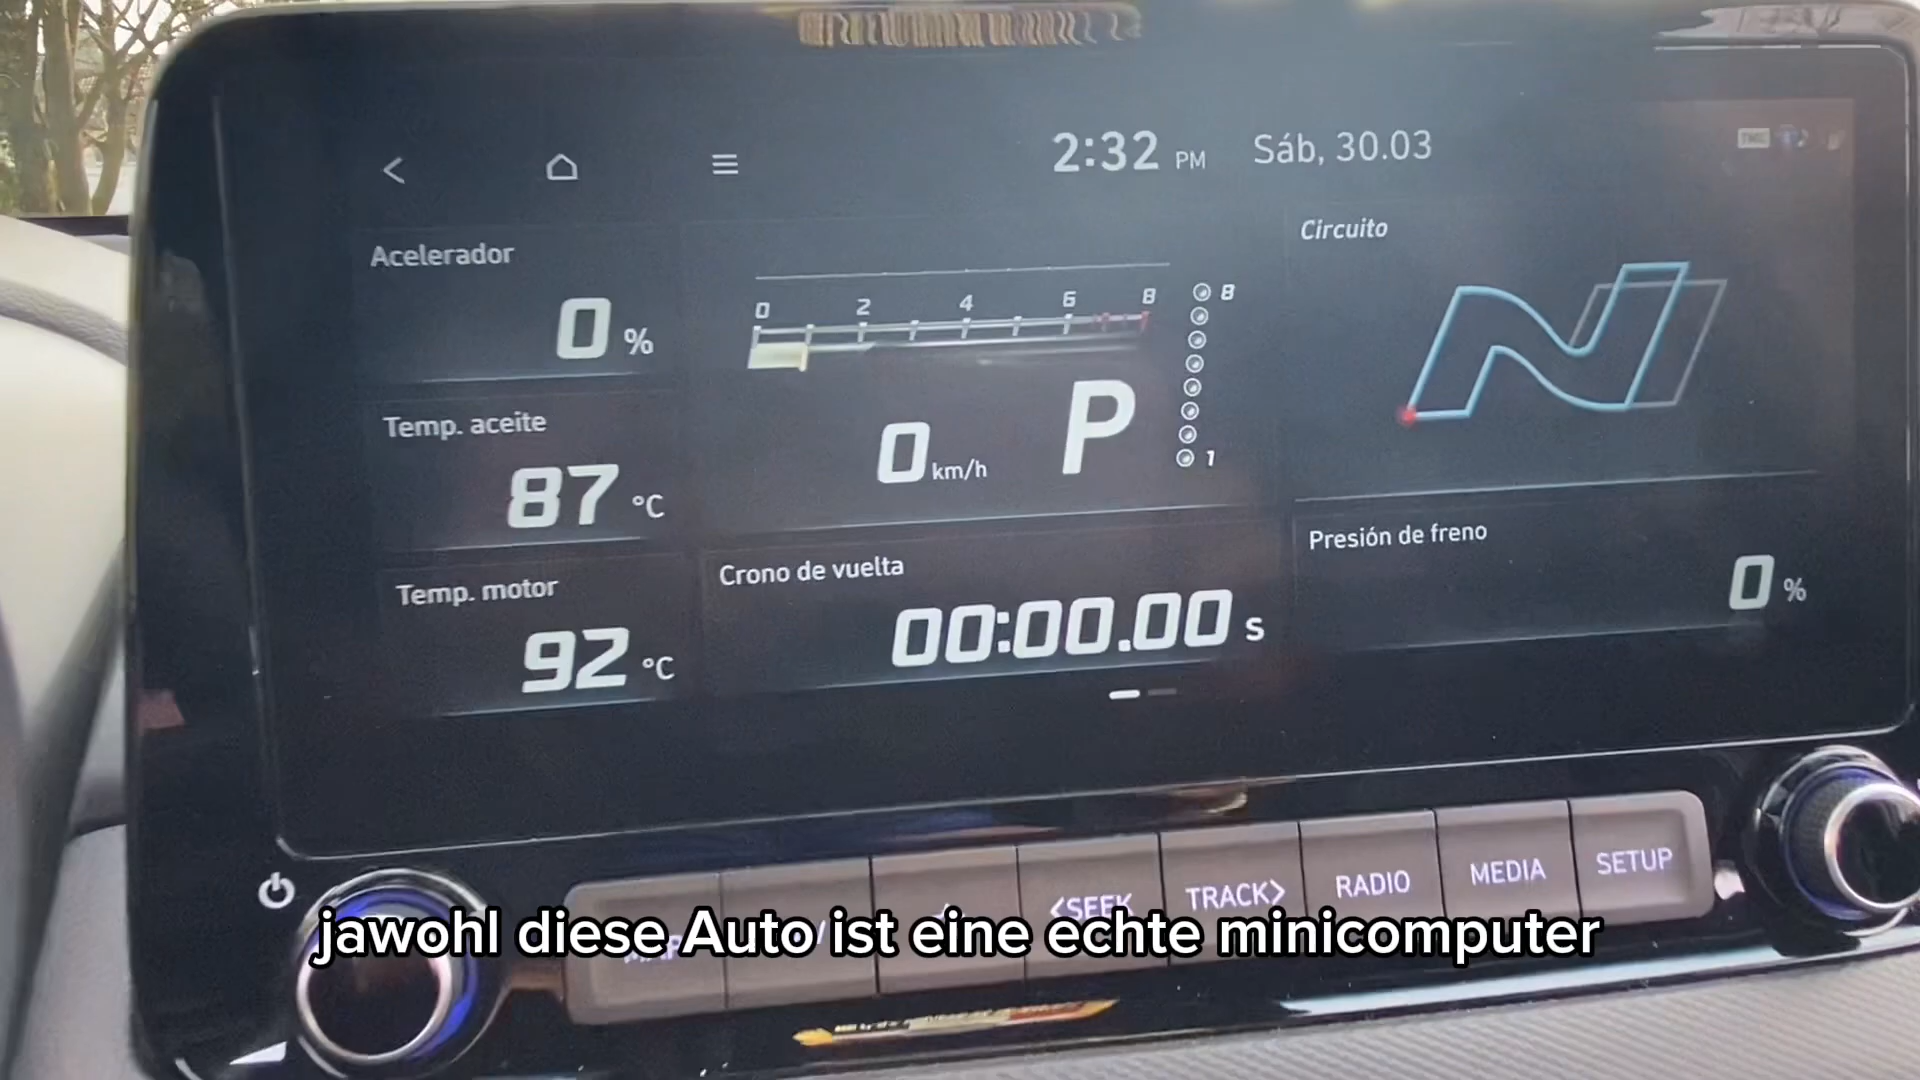 2:32 PM Sáb, 30.03
Acelerador
0 %
Temp. aceite
87 °C
Temp. motor
92 °C
0 2 4 6 8
8
1
0 km/h P
Crono de vuelta
00:00.00 s
Circuito
Presión de freno
0 %
MAP <SEEK TRACK> RADIO MEDIA SETUP
jawohl diese Auto ist eine echte minicomputer